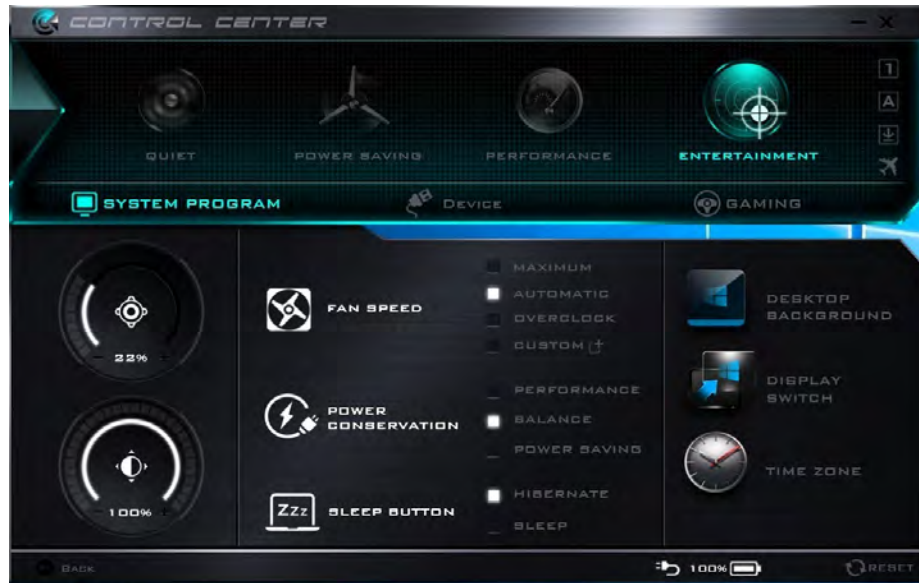 CONTROL CENTER
1
A
QUIET
POWER SAVING
PERFORMANCE
ENTERTAINMENT
SYSTEM PROGRAM
DEVICE
GAMING
22%
100%
FAN SPEED
MAXIMUM
AUTOMATIC
OVERCLOCK
CUSTOM
POWER
CONSERVATION
PERFORMANCE
BALANCE
POWER SAVING
ZZz
SLEEP BUTTON
HIBERNATE
SLEEP
DESKTOP
BACKGROUND
DISPLAY
SWITCH
TIME ZONE
BACK
100%
RESET